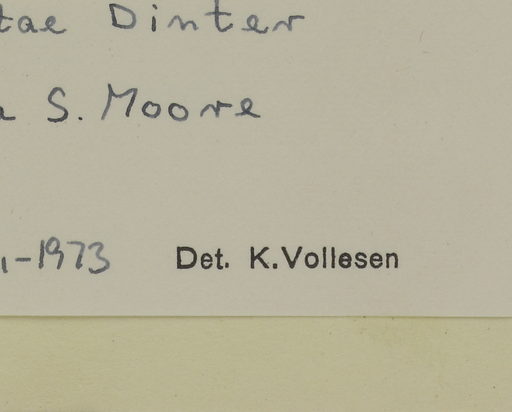 tae Dinter
a S. Moore
-1973 Det. K.Vollesen